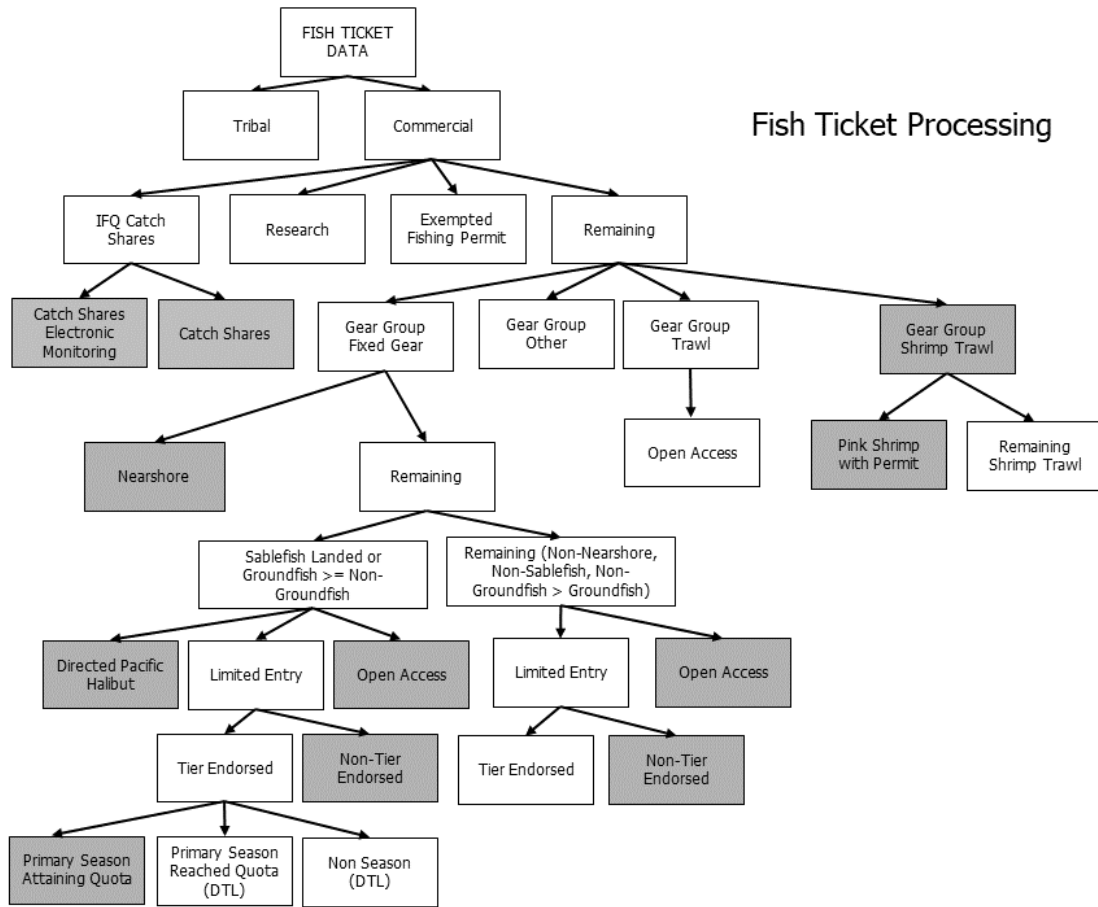 FISH TICKET
DATA
Fish Ticket Processing
Tribal
Commercial
IFQ Catch
Shares
Research
Exempted
Fishing Permit
Remaining
Catch Shares
Electronic
Monitoring
Catch Shares
Gear Group
Fixed Gear
Gear Group
Other
Gear Group
Trawl
Gear Group
Shrimp Trawl
Nearshore
Remaining
Open Access
Pink Shrimp
with Permit
Remaining
Shrimp Trawl
Sablefish Landed or
Groundfish >= Non-
Groundfish
Remaining (Non-Nearshore,
Non-Sablefish, Non-
Groundfish > Groundfish)
Directed Pacific
Halibut
Limited Entry
Open Access
Limited Entry
Open Access
Tier Endorsed
Non-Tier
Endorsed
Tier Endorsed
Non-Tier
Endorsed
Primary Season
Attaining Quota
Primary Season
Reached Quota
(DTL)
Non Season
(DTL)